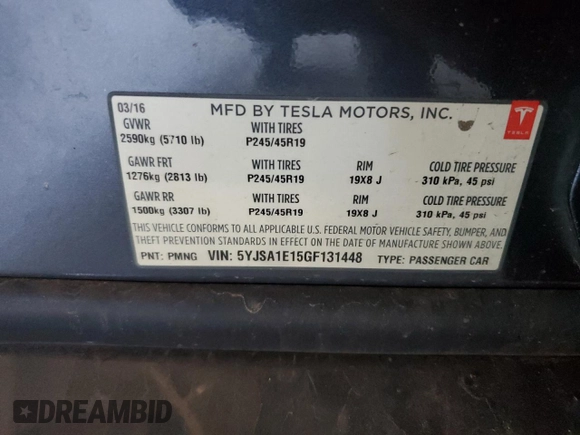 03/16 MFD BY TESLA MOTORS, INC.
GVWR WITH TIRES
2590kg (5710 lb) P245/45R19
TESLA
GAWR FRT WITH TIRES RIM COLD TIRE PRESSURE
1276kg (2813 lb) P245/45R19 19X8 J 310 kPa, 45 psi
GAWR RR WITH TIRES RIM COLD TIRE PRESSURE
1500kg (3307 lb) P245/45R19 19X8 J 310 kPa, 45 psi
THIS VEHICLE CONFORMS TO ALL APPLICABLE U.S. FEDERAL MOTOR VEHICLE SAFETY, BUMPER, AND
THEFT PREVENTION STANDARDS IN EFFECT ON THE DATE OF MANUFACTURE SHOWN ABOVE.
PNT: PMNG VIN: 5YJSA1E15GF131448 TYPE: PASSENGER CAR
DREAMBID